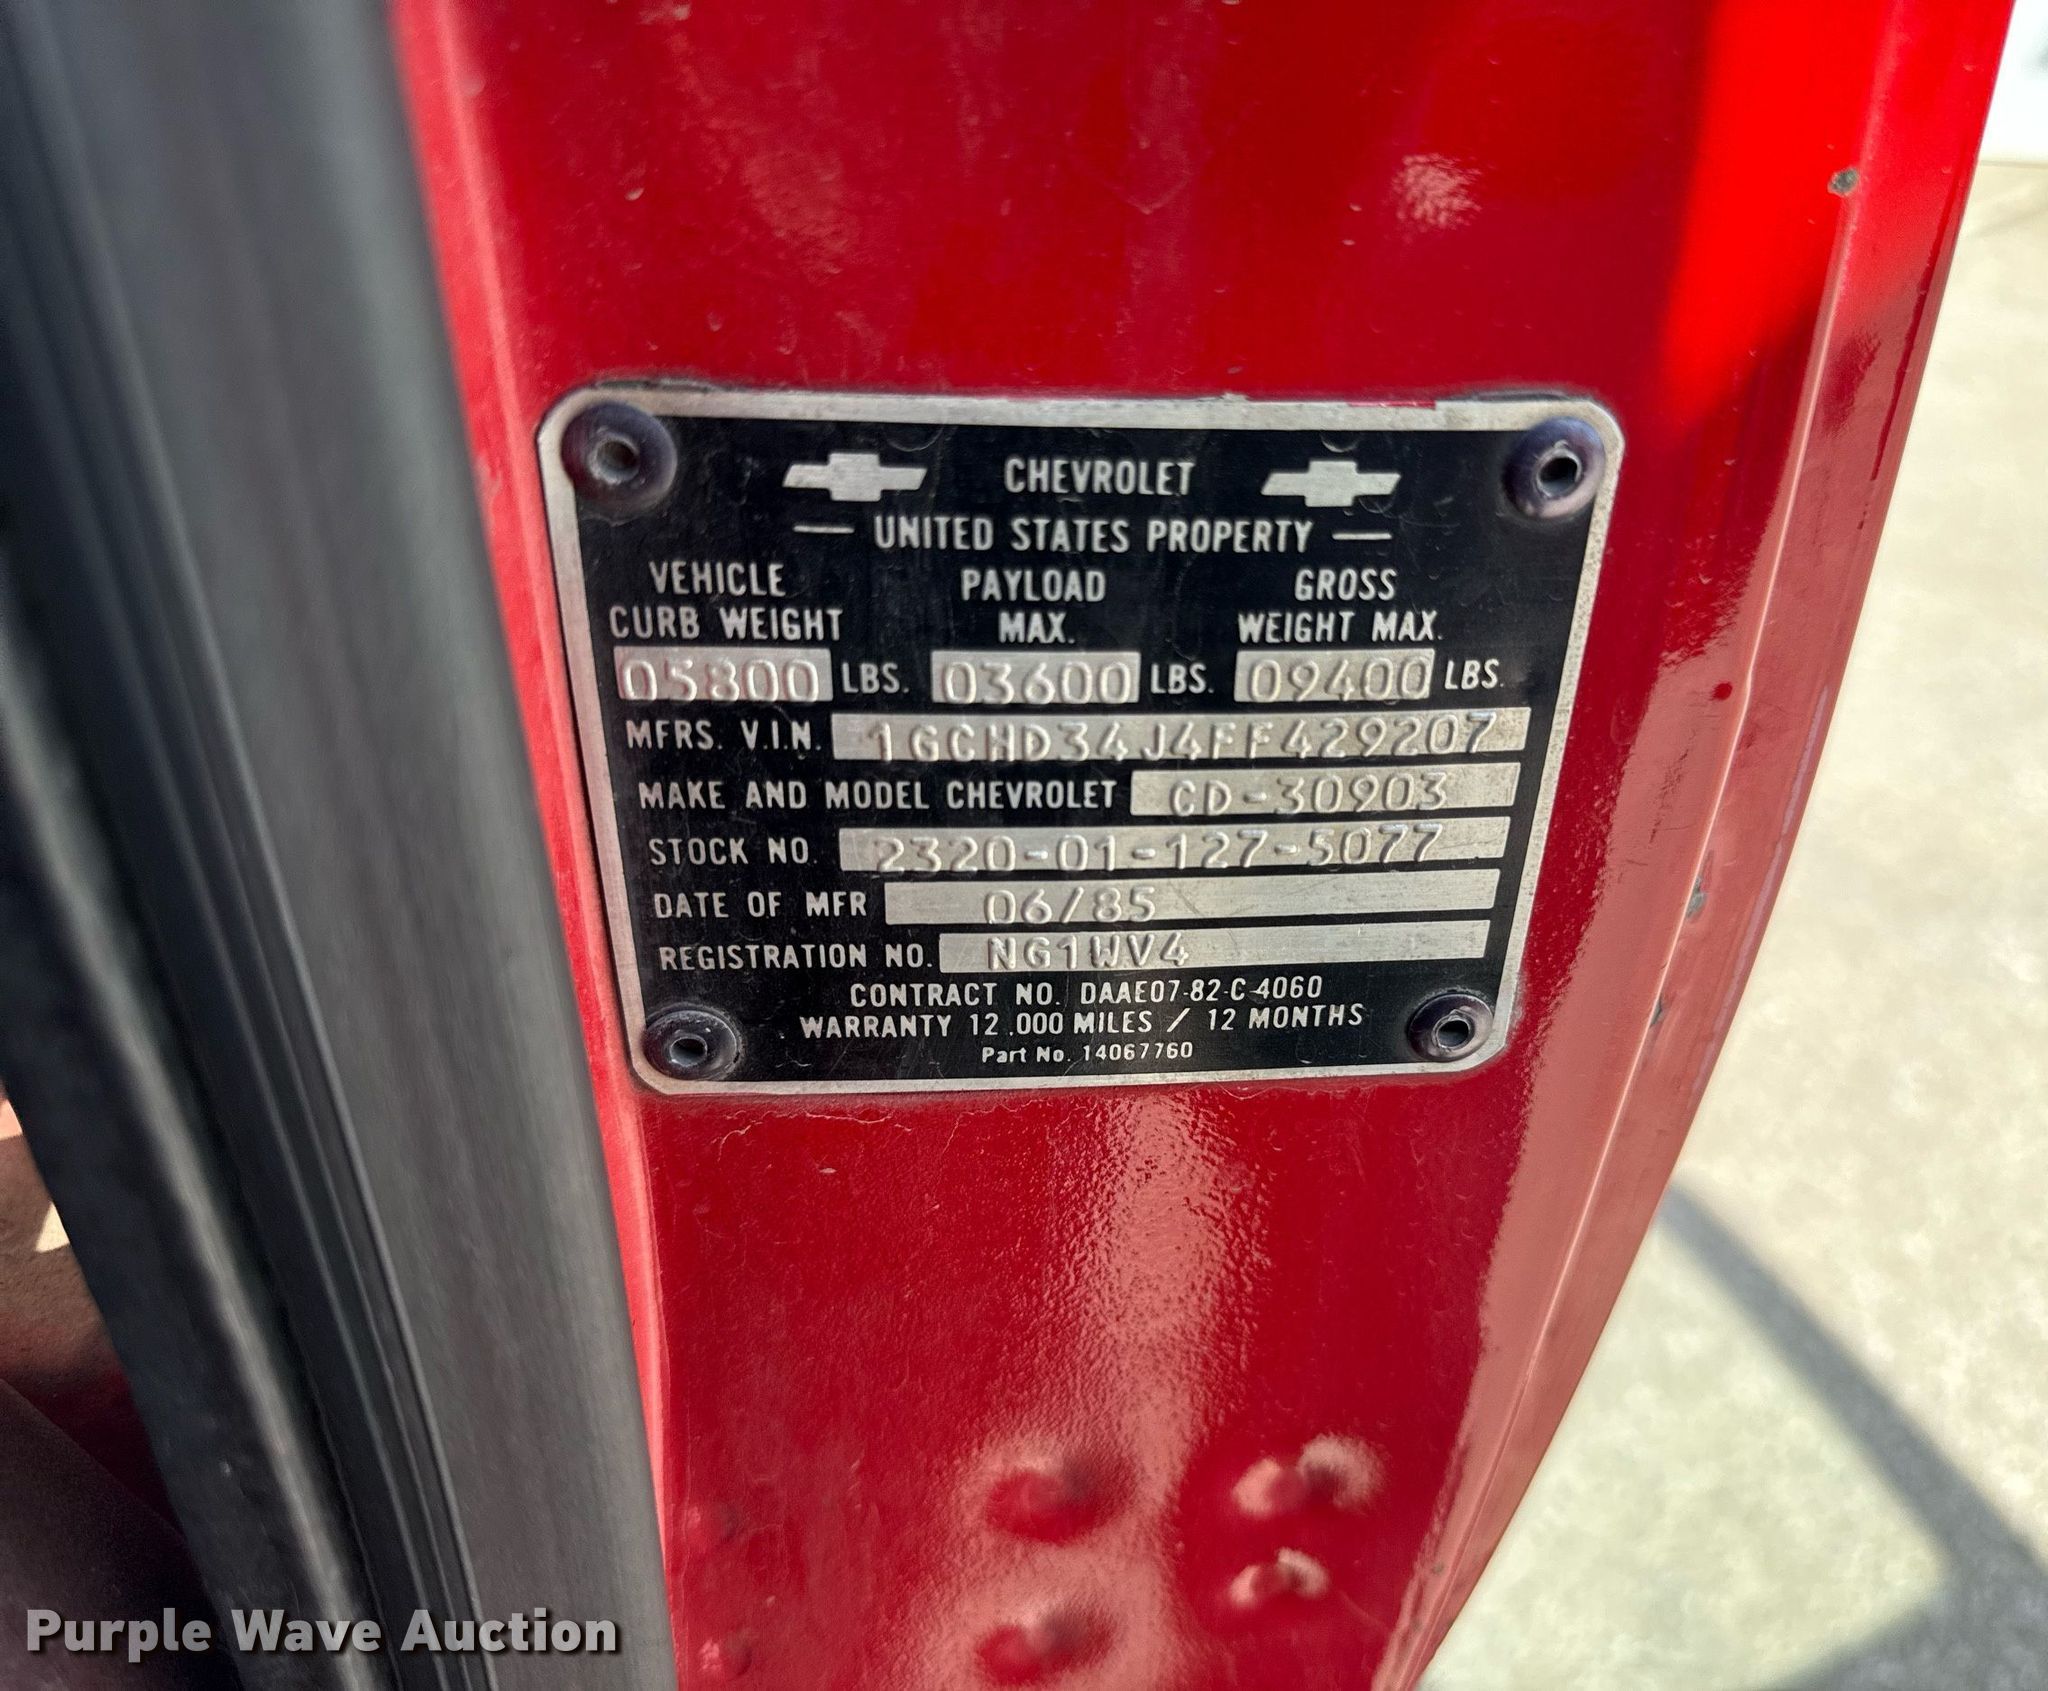 CHEVROLET
— UNITED STATES PROPERTY —
VEHICLE CURB WEIGHT PAYLOAD MAX. GROSS WEIGHT MAX.
05800 LBS. 03600 LBS. 09400 LBS.
MFRS. V.I.N. 1GCHD34J4FF429207
MAKE AND MODEL CHEVROLET CD-30903
STOCK NO. 2320-01-127-5077
DATE OF MFR 06/85
REGISTRATION NO. NG1WV4
CONTRACT NO. DAAE07-82-C-4060
WARRANTY 12,000 MILES / 12 MONTHS
Part No. 14067760
Purple Wave Auction